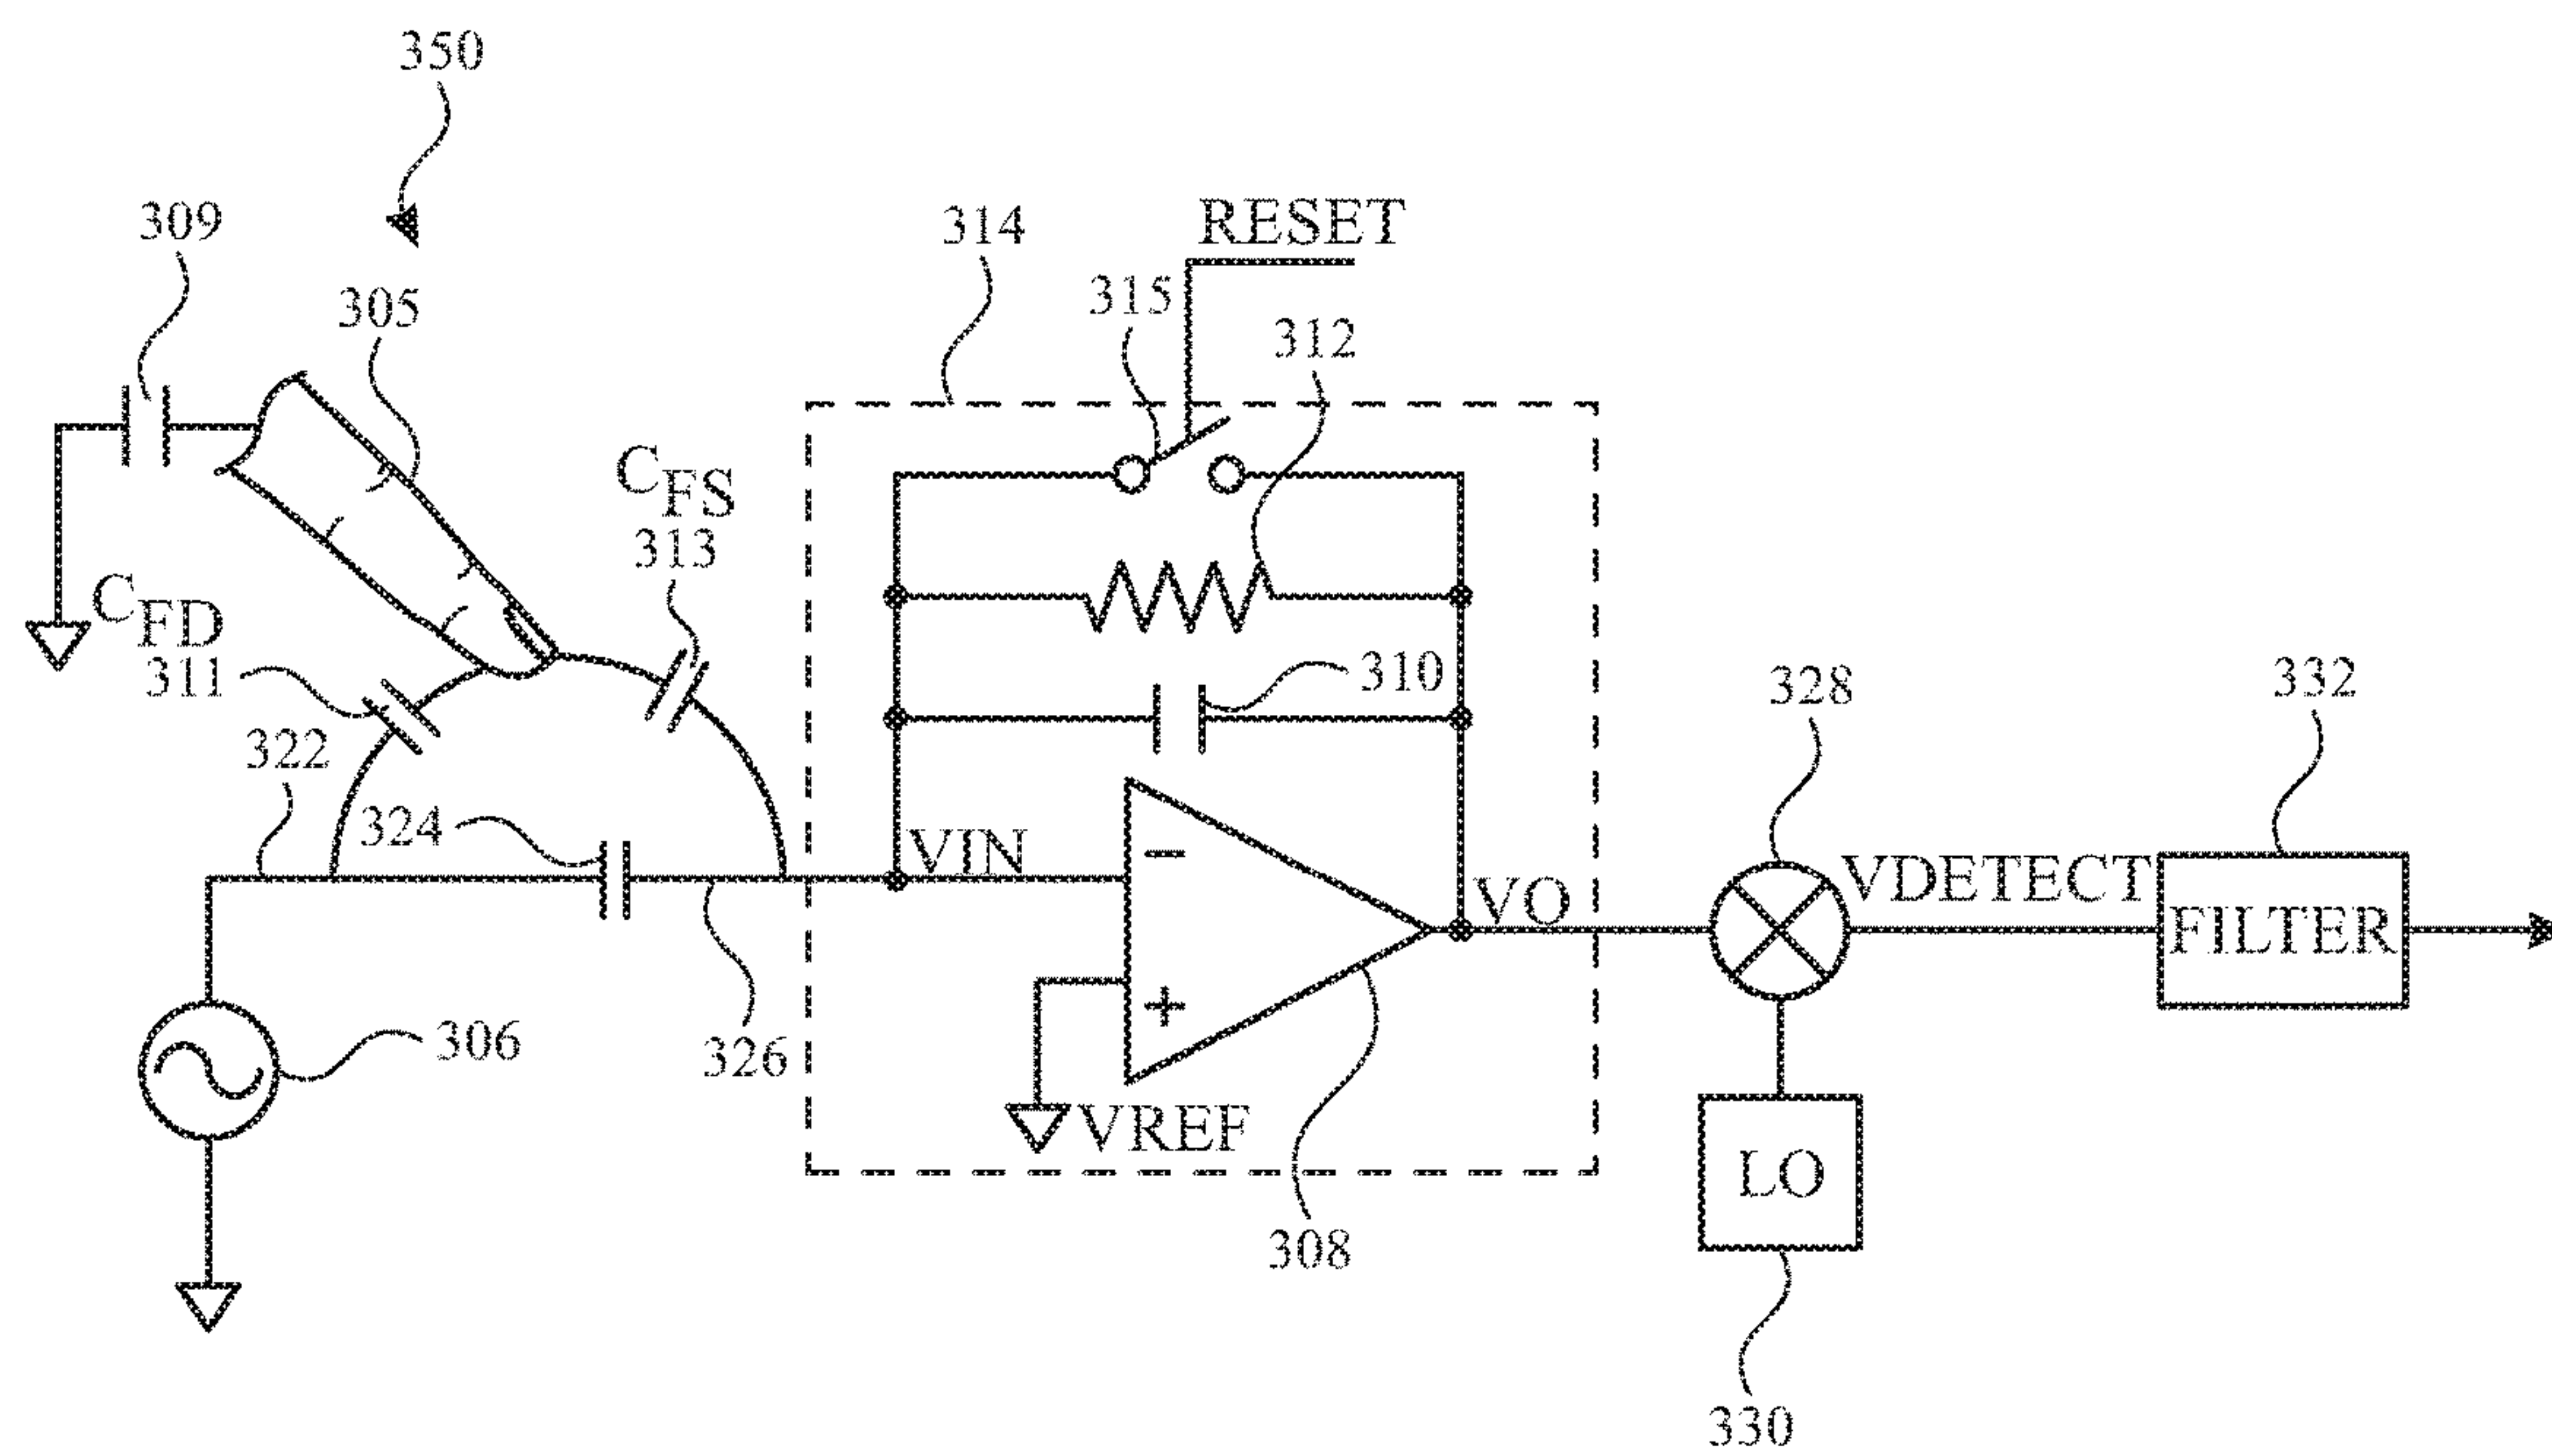 350
309
314
RESET
315
305
312
CFS
313
CFD
311
310
328
332
322
324
VIN
−
VO
VDETECT
FILTER
+
306
326
VREF
308
LO
330